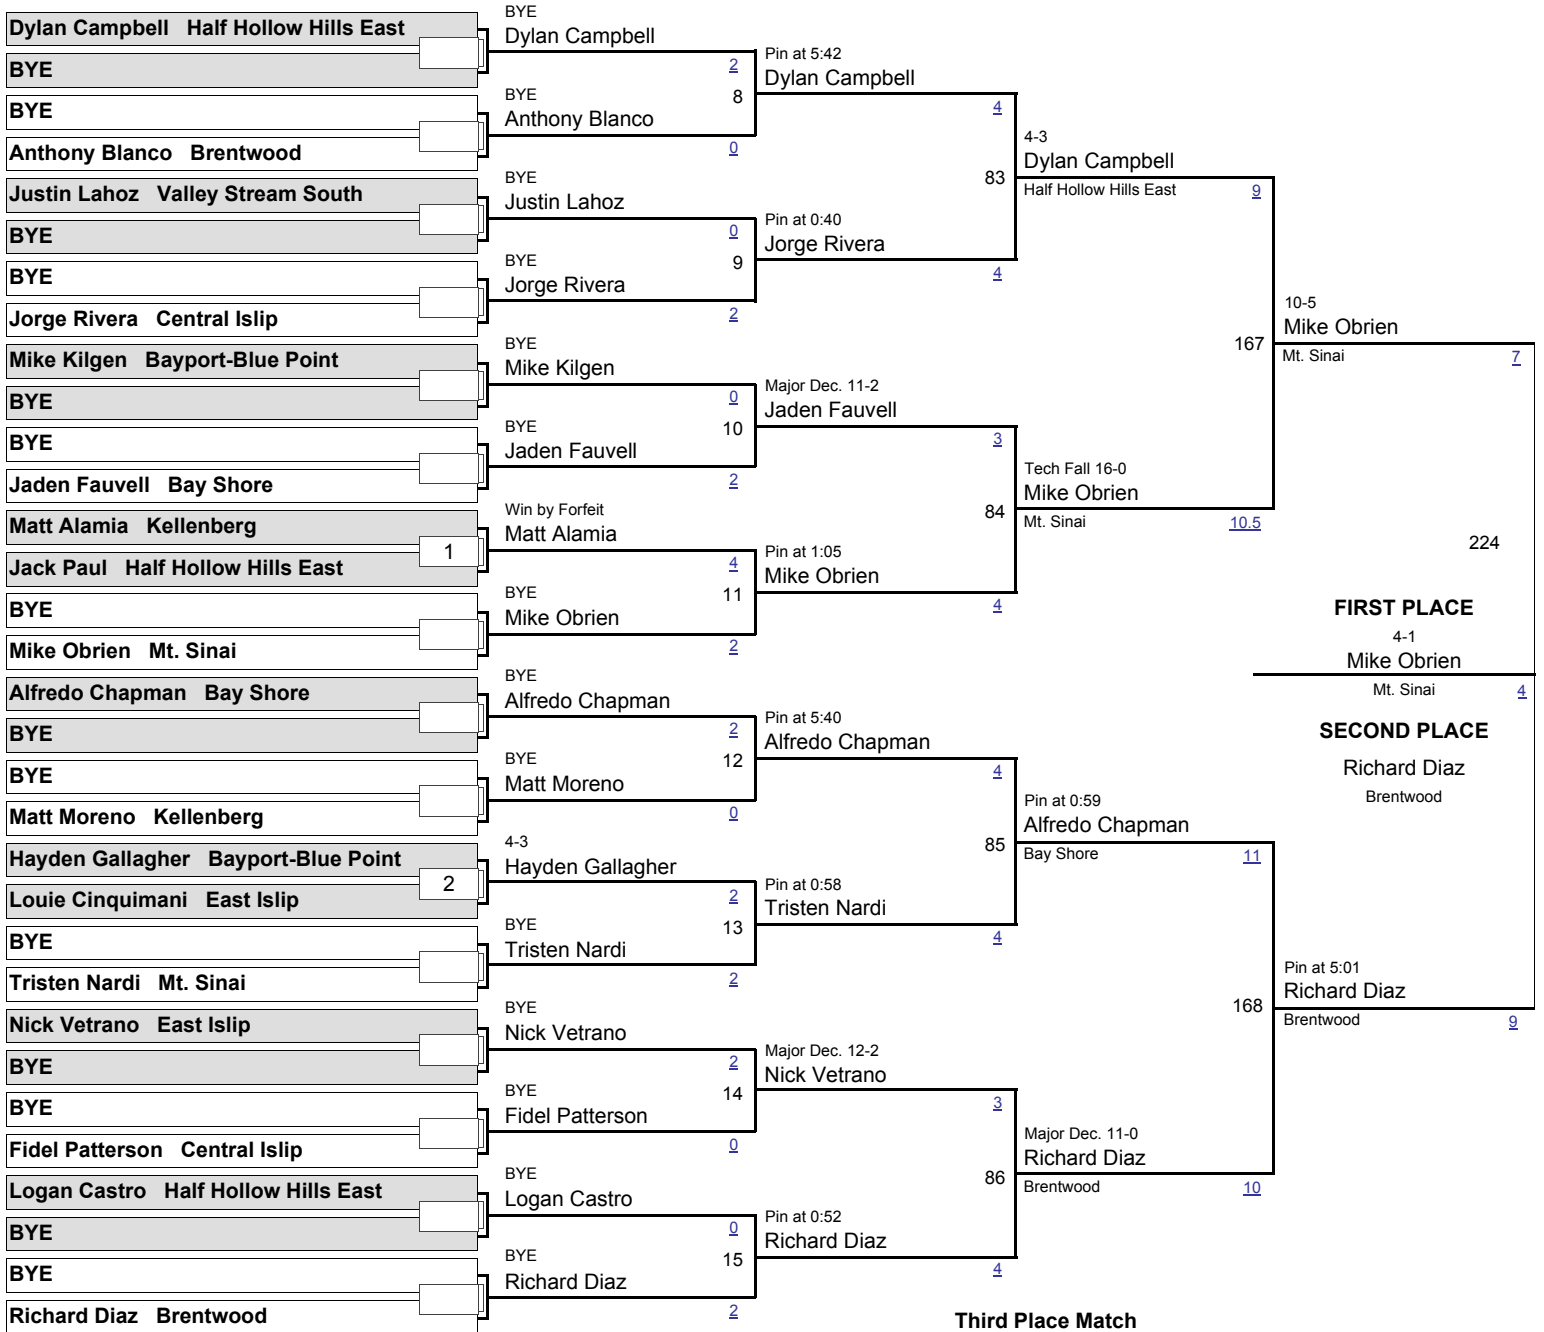 Dylan Campbell Half Hollow Hills East
BYE
BYE
Anthony Blanco Brentwood
Justin Lahoz Valley Stream South
BYE
BYE
Jorge Rivera Central Islip
Mike Kilgen Bayport-Blue Point
BYE
BYE
Jaden Fauvell Bay Shore
Matt Alamia Kellenberg
1
Jack Paul Half Hollow Hills East
BYE
Mike Obrien Mt. Sinai
Alfredo Chapman Bay Shore
BYE
BYE
Matt Moreno Kellenberg
Hayden Gallagher Bayport-Blue Point
2
Louie Cinquimani East Islip
BYE
Tristen Nardi Mt. Sinai
Nick Vetrano East Islip
BYE
BYE
Fidel Patterson Central Islip
Logan Castro Half Hollow Hills East
BYE
BYE
Richard Diaz Brentwood
BYE
Dylan Campbell
2
8
BYE
Anthony Blanco
0
BYE
Justin Lahoz
0
9
BYE
Jorge Rivera
2
BYE
Mike Kilgen
0
10
BYE
Jaden Fauvell
2
Win by Forfeit
Matt Alamia
4
11
BYE
Mike Obrien
2
BYE
Alfredo Chapman
2
12
BYE
Matt Moreno
0
4-3
Hayden Gallagher
2
13
BYE
Tristen Nardi
2
BYE
Nick Vetrano
2
14
BYE
Fidel Patterson
0
BYE
Logan Castro
0
15
BYE
Richard Diaz
2
Pin at 5:42
Dylan Campbell
4
83
Pin at 0:40
Jorge Rivera
4
Major Dec. 11-2
Jaden Fauvell
3
84
Pin at 1:05
Mike Obrien
4
Pin at 5:40
Alfredo Chapman
4
85
Pin at 0:58
Tristen Nardi
4
Major Dec. 12-2
Nick Vetrano
3
86
Pin at 0:52
Richard Diaz
4
4-3
Dylan Campbell
Half Hollow Hills East 9
167
Tech Fall 16-0
Mike Obrien
Mt. Sinai 10.5
Pin at 0:59
Alfredo Chapman
Bay Shore 11
168
Major Dec. 11-0
Richard Diaz
Brentwood 10
10-5
Mike Obrien
Mt. Sinai 7
224
FIRST PLACE
4-1
Mike Obrien
Mt. Sinai 4
SECOND PLACE
Richard Diaz
Brentwood
Pin at 5:01
Richard Diaz
Brentwood 9
Third Place Match